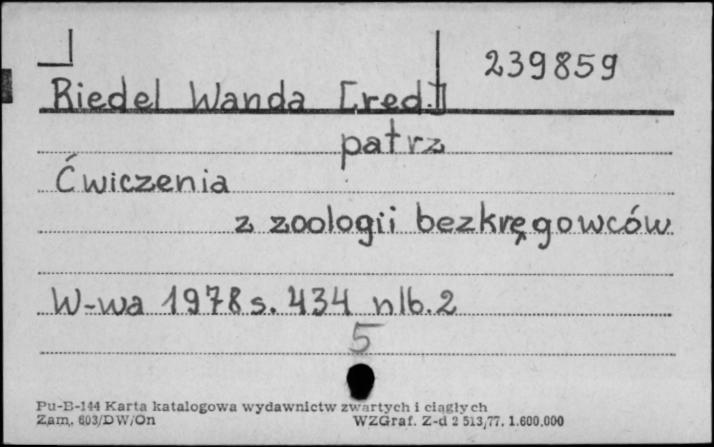 239859
Riedel Wanda [red.]
patrz
Ćwiczenia
z zoologii bezkręgowców
W-wa 1978 s. 434 nlb. 2
5
Pu-B-144 Karta katalogowa wydawnictw zwartych i ciągłych
Zam. 603/DW/On WZGraf. Z-d 2 513/77. 1.600.000